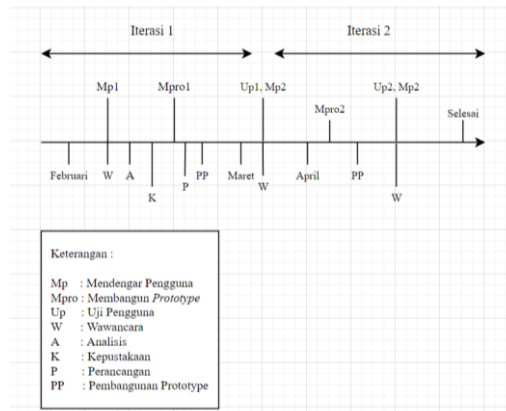 Iterasi 1
Iterasi 2
Mp1
Mpro1
Up1, Mp2
Mpro2
Up2, Mp2
Selesai
Februari
W
A
K
P
PP
Maret
W
April
PP
W
Keterangan :
Mp : Mendengar Pengguna
Mpro : Membangun Prototype
Up : Uji Pengguna
W : Wawancara
A : Analisis
K : Kepustakaan
P : Perancangan
PP : Pembangunan Prototype